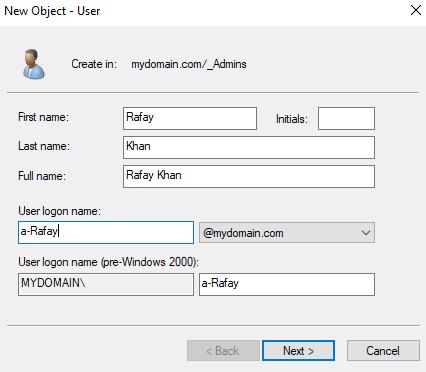 New Object - User
Create in: mydomain.com/_Admins
First name: Rafay Initials:
Last name: Khan
Full name: Rafay Khan
User logon name:
a-Rafay @mydomain.com
User logon name (pre-Windows 2000):
MYDOMAIN\ a-Rafay
< Back Next > Cancel